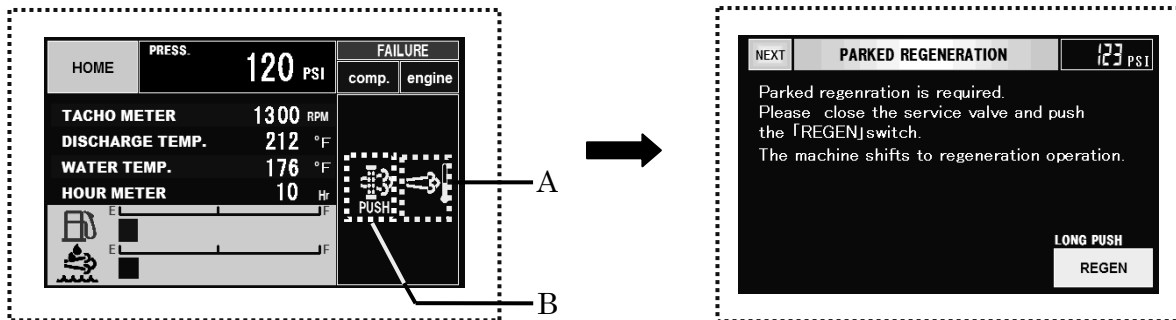 HOME
PRESS.
120 PSI
FAILURE
comp. engine
TACHO METER 1300 RPM
DISCHARGE TEMP. 212 °F
WATER TEMP. 176 °F
HOUR METER 10 Hr
PUSH
E F
E F
A
B
NEXT PARKED REGENERATION 123 PSI
Parked regenration is required.
Please close the service valve and push
the「REGEN」switch.
The machine shifts to regeneration operation.
LONG PUSH
REGEN